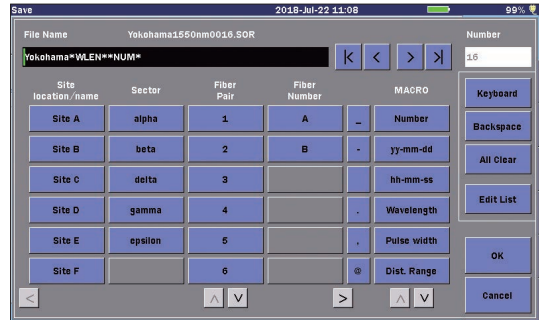 Save 2018-Jul-22 11:08 99%
File Name Yokohama1550nm0016.SOR Number
Yokohama*WLEN**NUM* |< < > >| 16
Site location/name Sector Fiber Pair Fiber Number MACRO
Site A alpha 1 A _ Number
Site B beta 2 B - yy-mm-dd
Site C delta 3 hh-mm-ss
Site D gamma 4 . Wavelength
Site E epsilon 5 , Pulse width
Site F 6 @ Dist. Range
< ∧ ∨ > ∧ ∨
Keyboard
Backspace
All Clear
Edit List
OK
Cancel